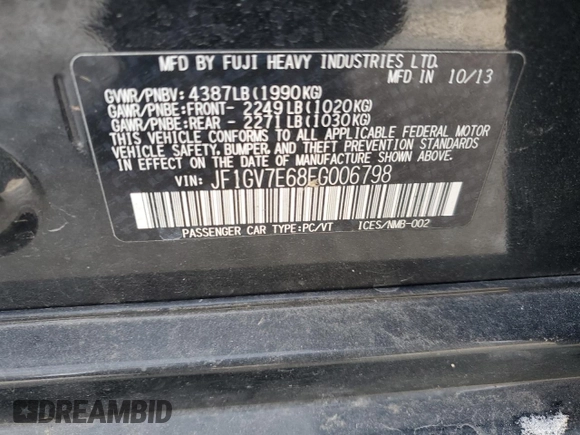 MFD BY FUJI HEAVY INDUSTRIES LTD.
MFD IN 10/13
GVWR/PNBV: 4387LB(1990KG)
GAWR/PNBE:FRONT- 2249LB(1020KG)
GAWR/PNBE:REAR - 2271LB(1030KG)
THIS VEHICLE CONFORMS TO ALL APPLICABLE FEDERAL MOTOR
VEHICLE SAFETY, BUMPER, AND THEFT PREVENTION STANDARDS
IN EFFECT ON THE DATE OF MANUFACTURE SHOWN ABOVE.
VIN: JF1GV7E68EG006798
PASSENGER CAR TYPE:PC/VT ICES/NMB-002
DREAMBID